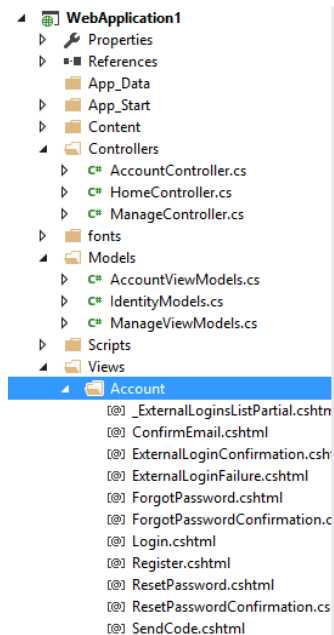 WebApplication1
Properties
References
App_Data
App_Start
Content
Controllers
C# AccountController.cs
C# HomeController.cs
C# ManageController.cs
fonts
Models
C# AccountViewModels.cs
C# IdentityModels.cs
C# ManageViewModels.cs
Scripts
Views
Account
[@] _ExternalLoginsListPartial.cshtm
[@] ConfirmEmail.cshtml
[@] ExternalLoginConfirmation.csh
[@] ExternalLoginFailure.cshtml
[@] ForgotPassword.cshtml
[@] ForgotPasswordConfirmation.c
[@] Login.cshtml
[@] Register.cshtml
[@] ResetPassword.cshtml
[@] ResetPasswordConfirmation.cs
[@] SendCode.cshtml